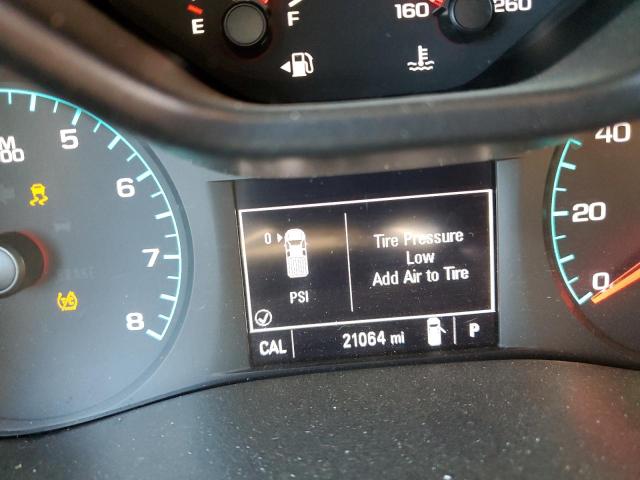 E F 160 260
M 5 40
00
6
20
0
Tire Pressure
Low
Add Air to Tire
PSI
7
0
8
CAL 21064 mi P